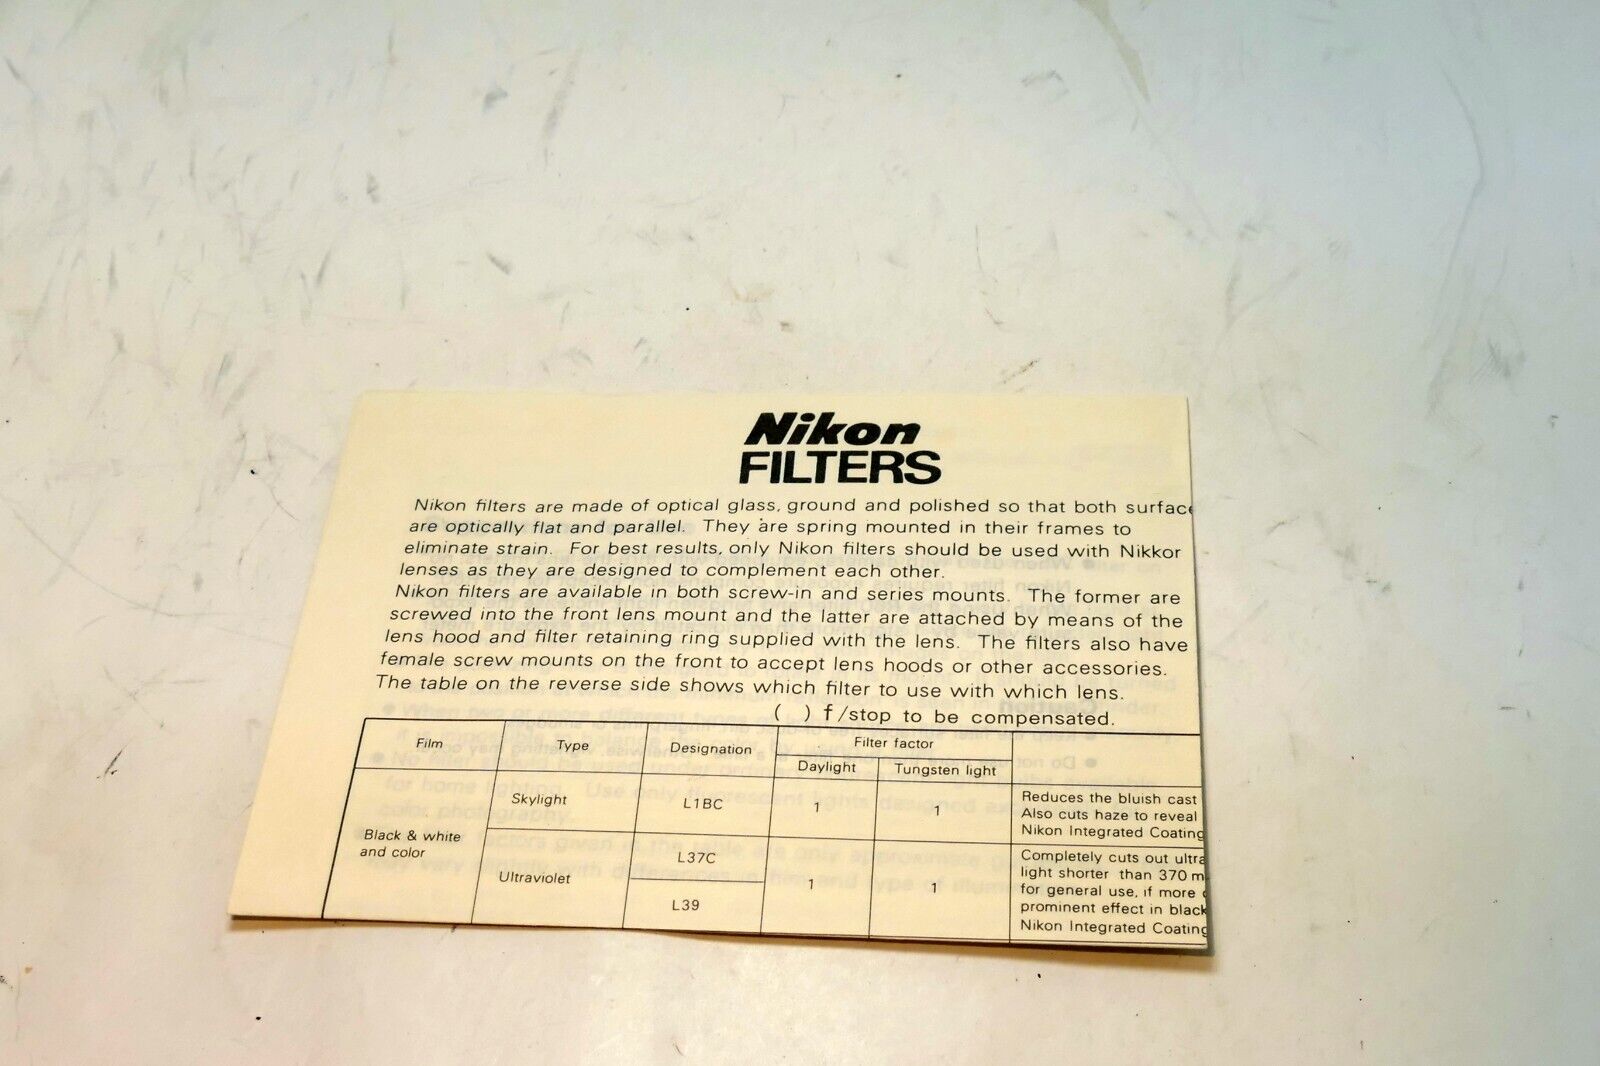 Nikon
FILTERS
Nikon filters are made of optical glass, ground and polished so that both surfac
are optically flat and parallel. They are spring mounted in their frames to
eliminate strain. For best results, only Nikon filters should be used with Nikkor
lenses as they are designed to complement each other.
Nikon filters are available in both screw-in and series mounts. The former are
screwed into the front lens mount and the latter are attached by means of the
lens hood and filter retaining ring supplied with the lens. The filters also have
female screw mounts on the front to accept lens hoods or other accessories.
The table on the reverse side shows which filter to use with which lens.
( ) f/stop to be compensated.
Film Type Designation Filter factor
Daylight Tungsten light
Black & white
and color
Skylight L1BC 1 1
Reduces the bluish cast
Also cuts haze to reveal
Nikon Integrated Coating
Ultraviolet L37C
L39
1 1
Completely cuts out ultra
light shorter than 370 m
for general use, if more
prominent effect in black
Nikon Integrated Coating